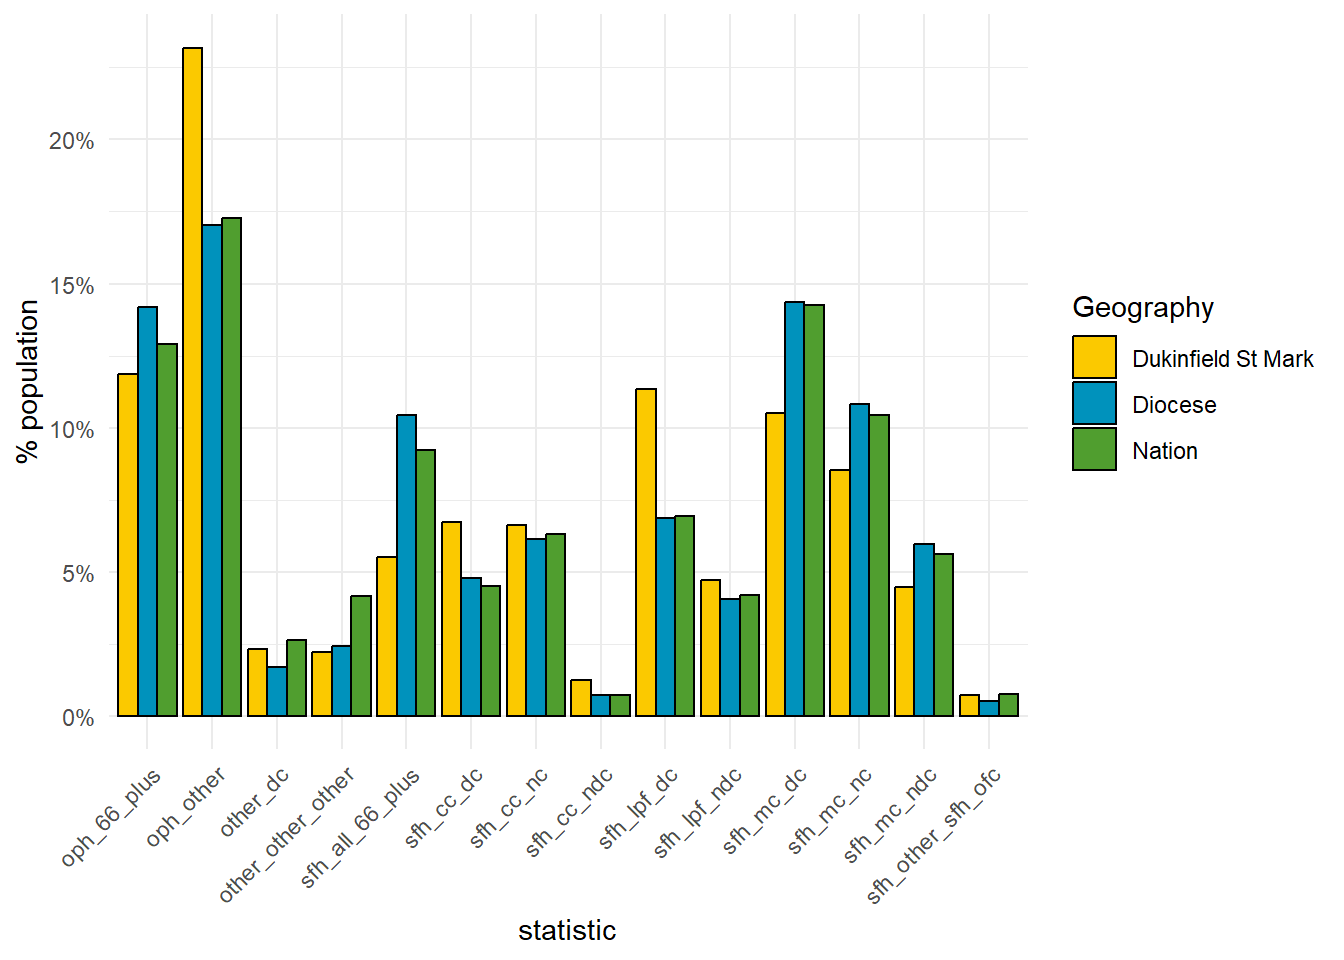 20%
15%
10%
5%
0%
% population
oph_66_plus
oph_other
other_dc
other_other_other
sfh_all_66_plus
sfh_cc_dc
sfh_cc_nc
sfh_cc_ndc
sfh_lpf_dc
sfh_lpf_ndc
sfh_mc_dc
sfh_mc_nc
sfh_mc_ndc
sfh_other_sfh_ofc
statistic
Geography
Dukinfield St Mark
Diocese
Nation